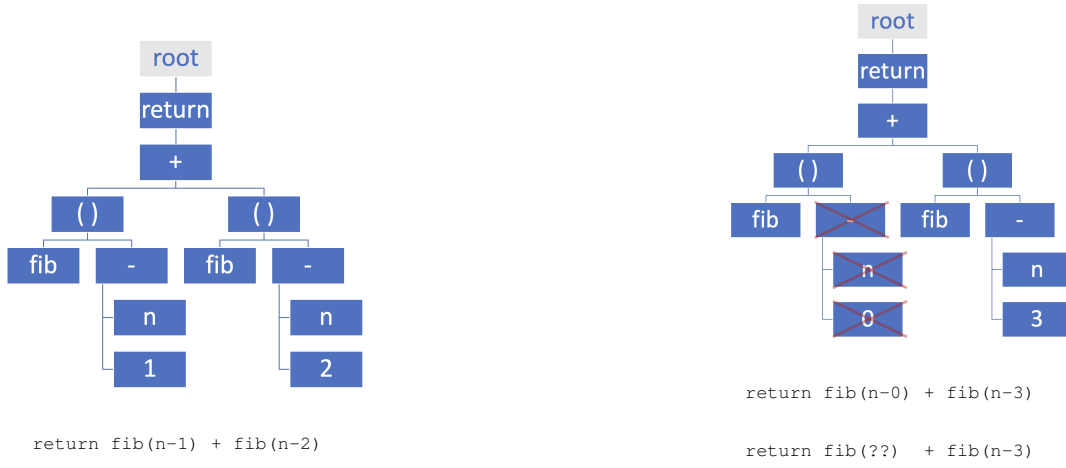 root
return
+
( ) ( )
fib - fib -
n n
1 2
return fib(n-1) + fib(n-2)
root
return
+
( ) ( )
fib - fib -
n n
0 3
return fib(n-0) + fib(n-3)
return fib(??) + fib(n-3)